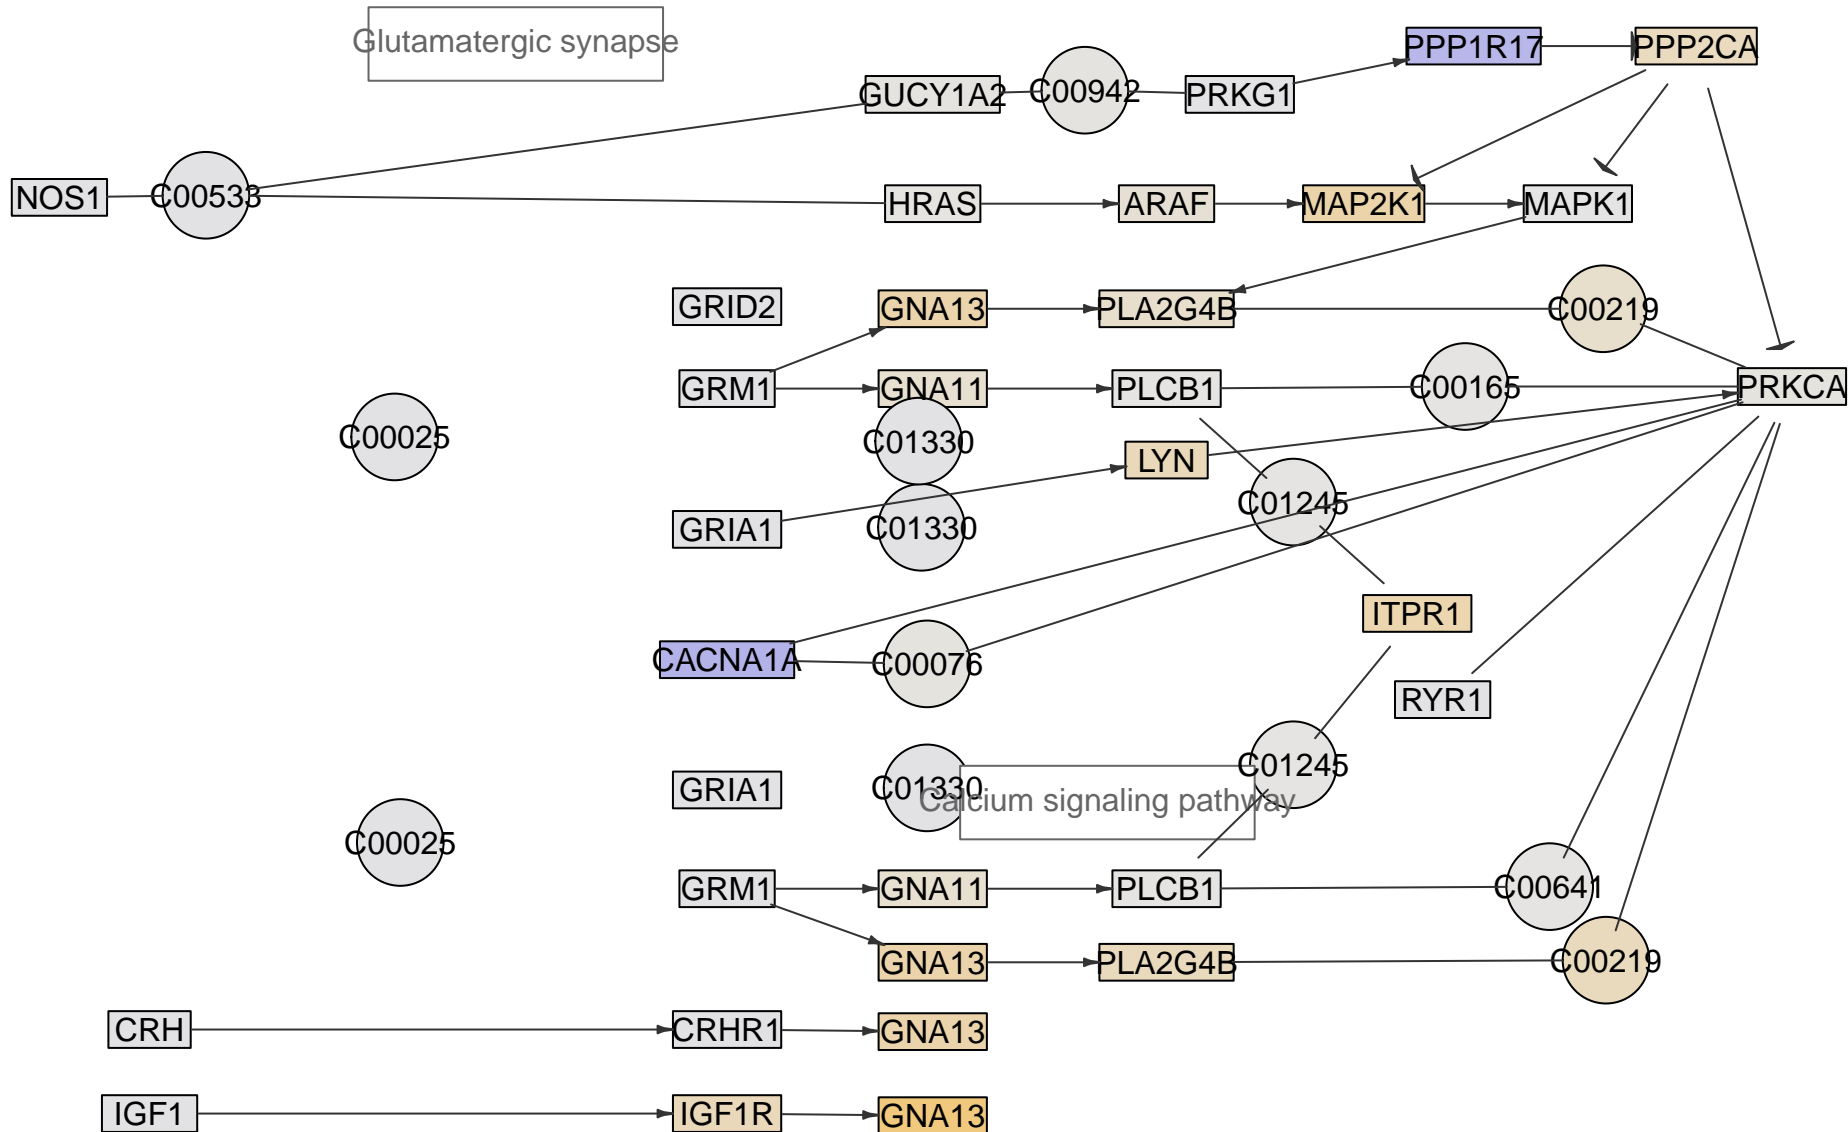 Glutamatergic synapse
PPP1R17
PPP2CA
GUCY1A2
C00942
PRKG1
NOS1
C00533
HRAS
ARAF
MAP2K1
MAPK1
GRID2
GNA13
PLA2G4B
C00219
GRM1
GNA11
PLCB1
C00165
PRKCA
C00025
C01330
LYN
C01245
GRIA1
C01330
ITPR1
CACNA1A
C00076
RYR1
C01245
GRIA1
C01330
Calcium signaling pathway
C00025
GRM1
GNA11
PLCB1
C00641
GNA13
PLA2G4B
C00219
CRH
CRHR1
GNA13
IGF1
IGF1R
GNA13